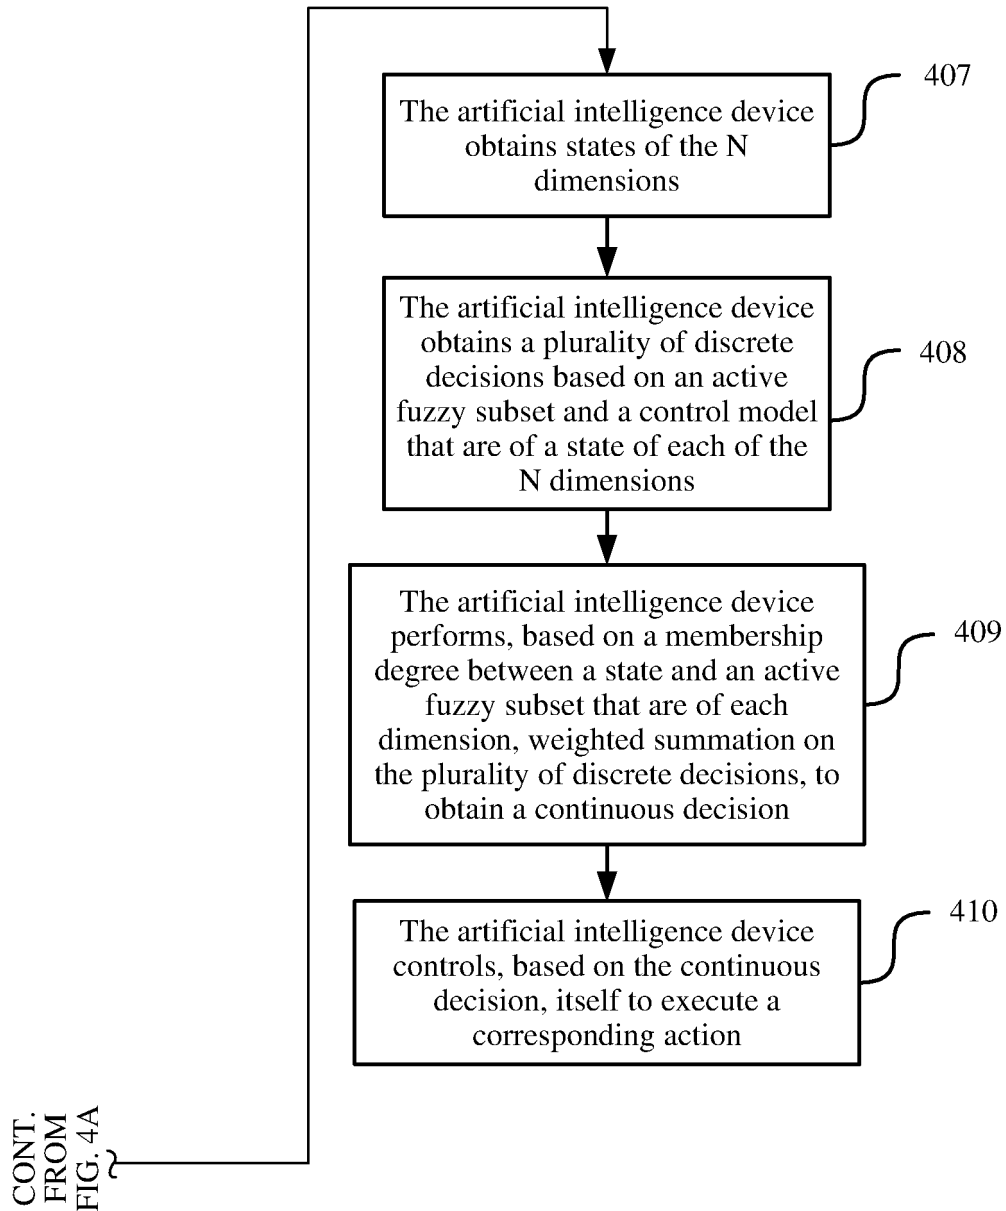 407
The artificial intelligence device
obtains states of the N
dimensions
408
The artificial intelligence device
obtains a plurality of discrete
decisions based on an active
fuzzy subset and a control model
that are of a state of each of the
N dimensions
409
The artificial intelligence device
performs, based on a membership
degree between a state and an active
fuzzy subset that are of each
dimension, weighted summation on
the plurality of discrete decisions, to
obtain a continuous decision
410
The artificial intelligence device
controls, based on the continuous
decision, itself to execute a
corresponding action
CONT.
FROM
FIG. 4A